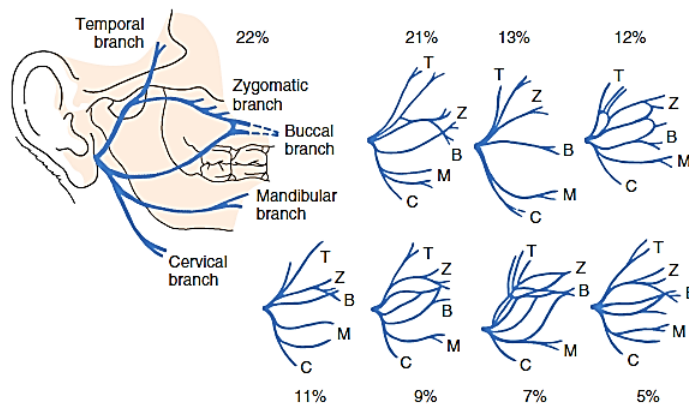 Temporal
branch
22%
Zygomatic
branch
Buccal
branch
Mandibular
branch
Cervical
branch
21%
T
Z
B
M
C
13%
T
Z
B
M
C
12%
T
Z
B
M
C
T
Z
B
M
C
11%
T
Z
B
M
C
9%
T
Z
B
M
C
7%
T
Z
B
M
C
5%